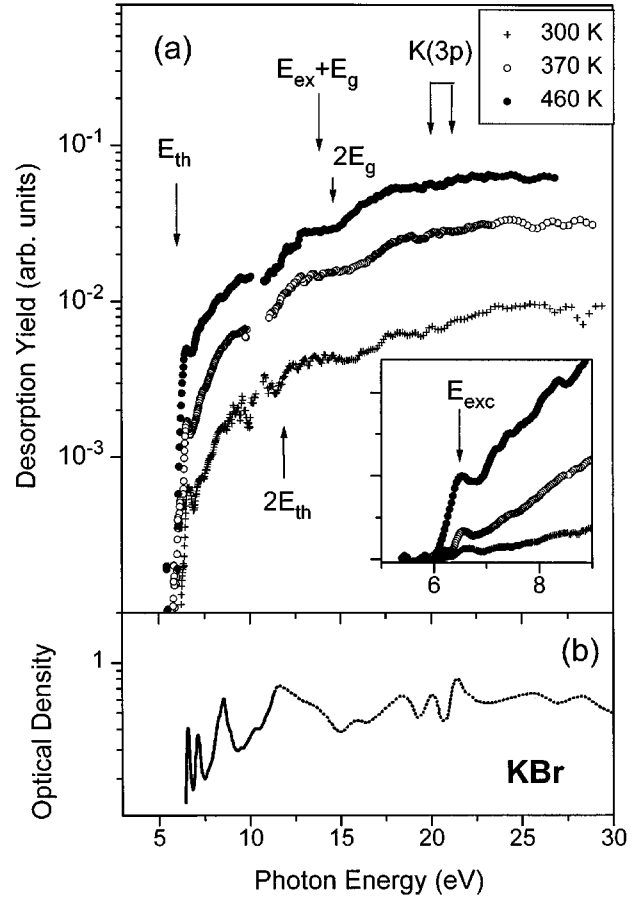 (a)
+ 300 K
○ 370 K
● 460 K
K(3p)
E_ex+E_g
E_th
2E_g
10^-1
10^-2
10^-3
Desorption Yield (arb. units)
2E_th
E_exc
6 8
(b)
1
Optical Density
KBr
5 10 15 20 25 30
Photon Energy (eV)